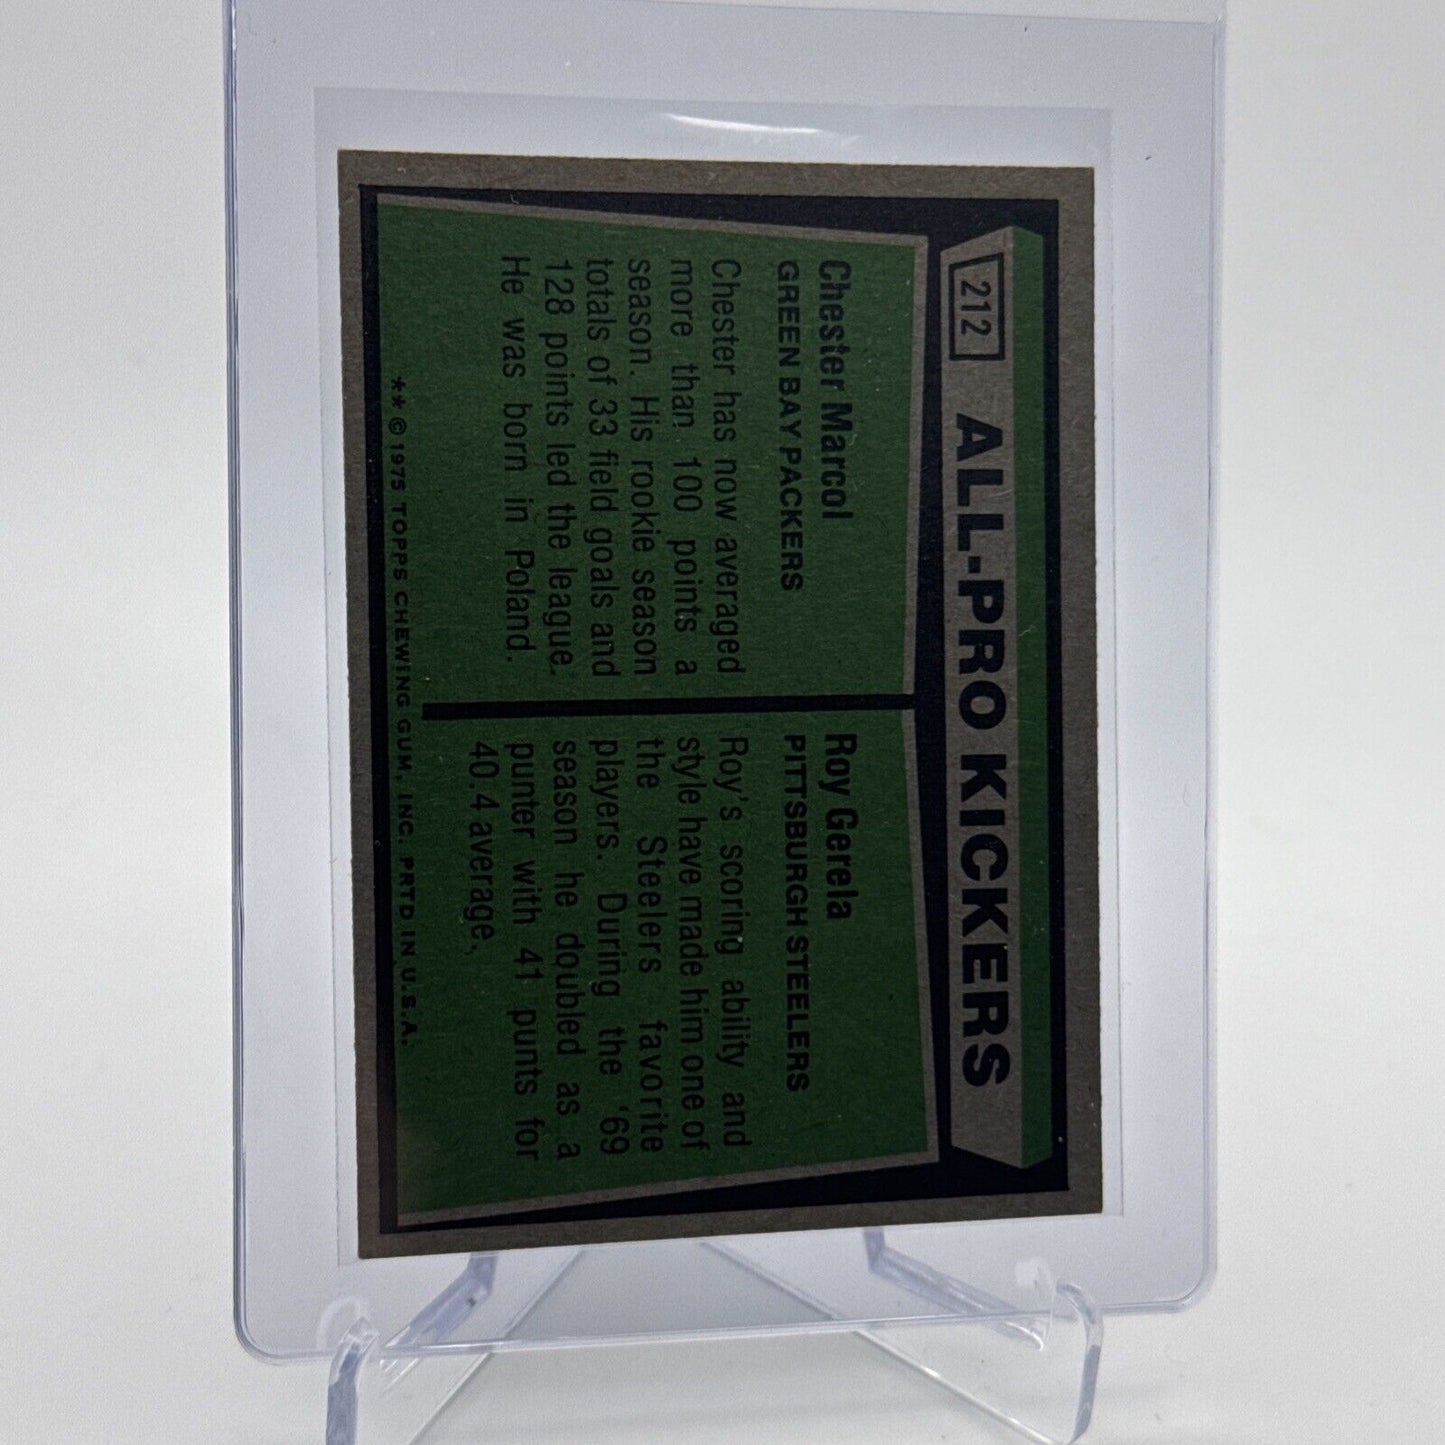 212
ALL-PRO KICKERS
Chester Marcol
GREEN BAY PACKERS
Chester has now averaged
more than 100 points a
season. His rookie season
totals of 33 field goals and
128 points led the league.
He was born in Poland.
Roy Gerela
PITTSBURGH STEELERS
Roy's scoring ability and
style have made him one of
the Steelers favorite
players. During the '69
season he doubled as a
punter with 41 punts for
40.4 average.
**©1975 TOPPS CHEWING GUM, INC. PRTD IN U.S.A.